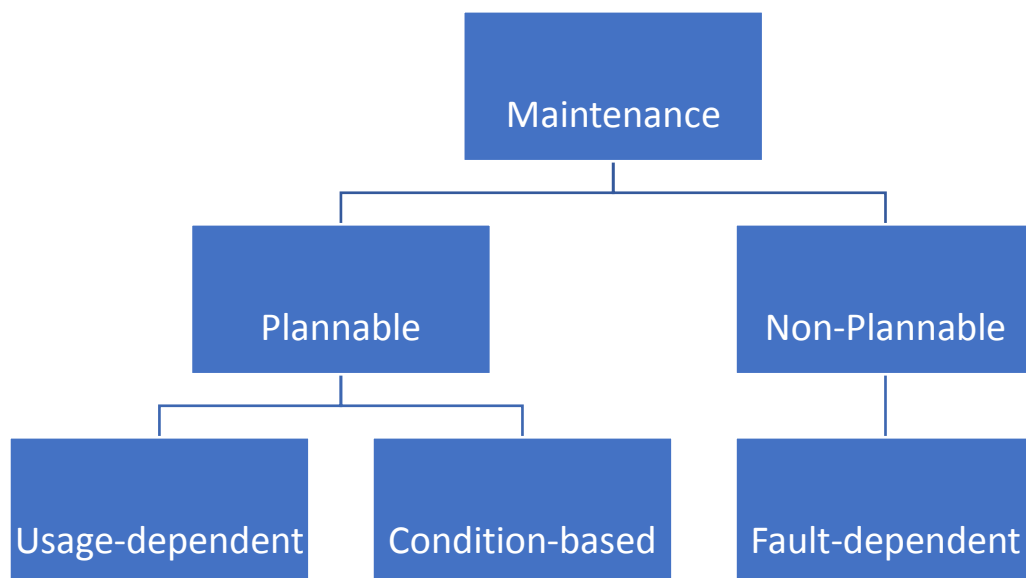 Maintenance
Plannable
Non-Plannable
Usage-dependent
Condition-based
Fault-dependent